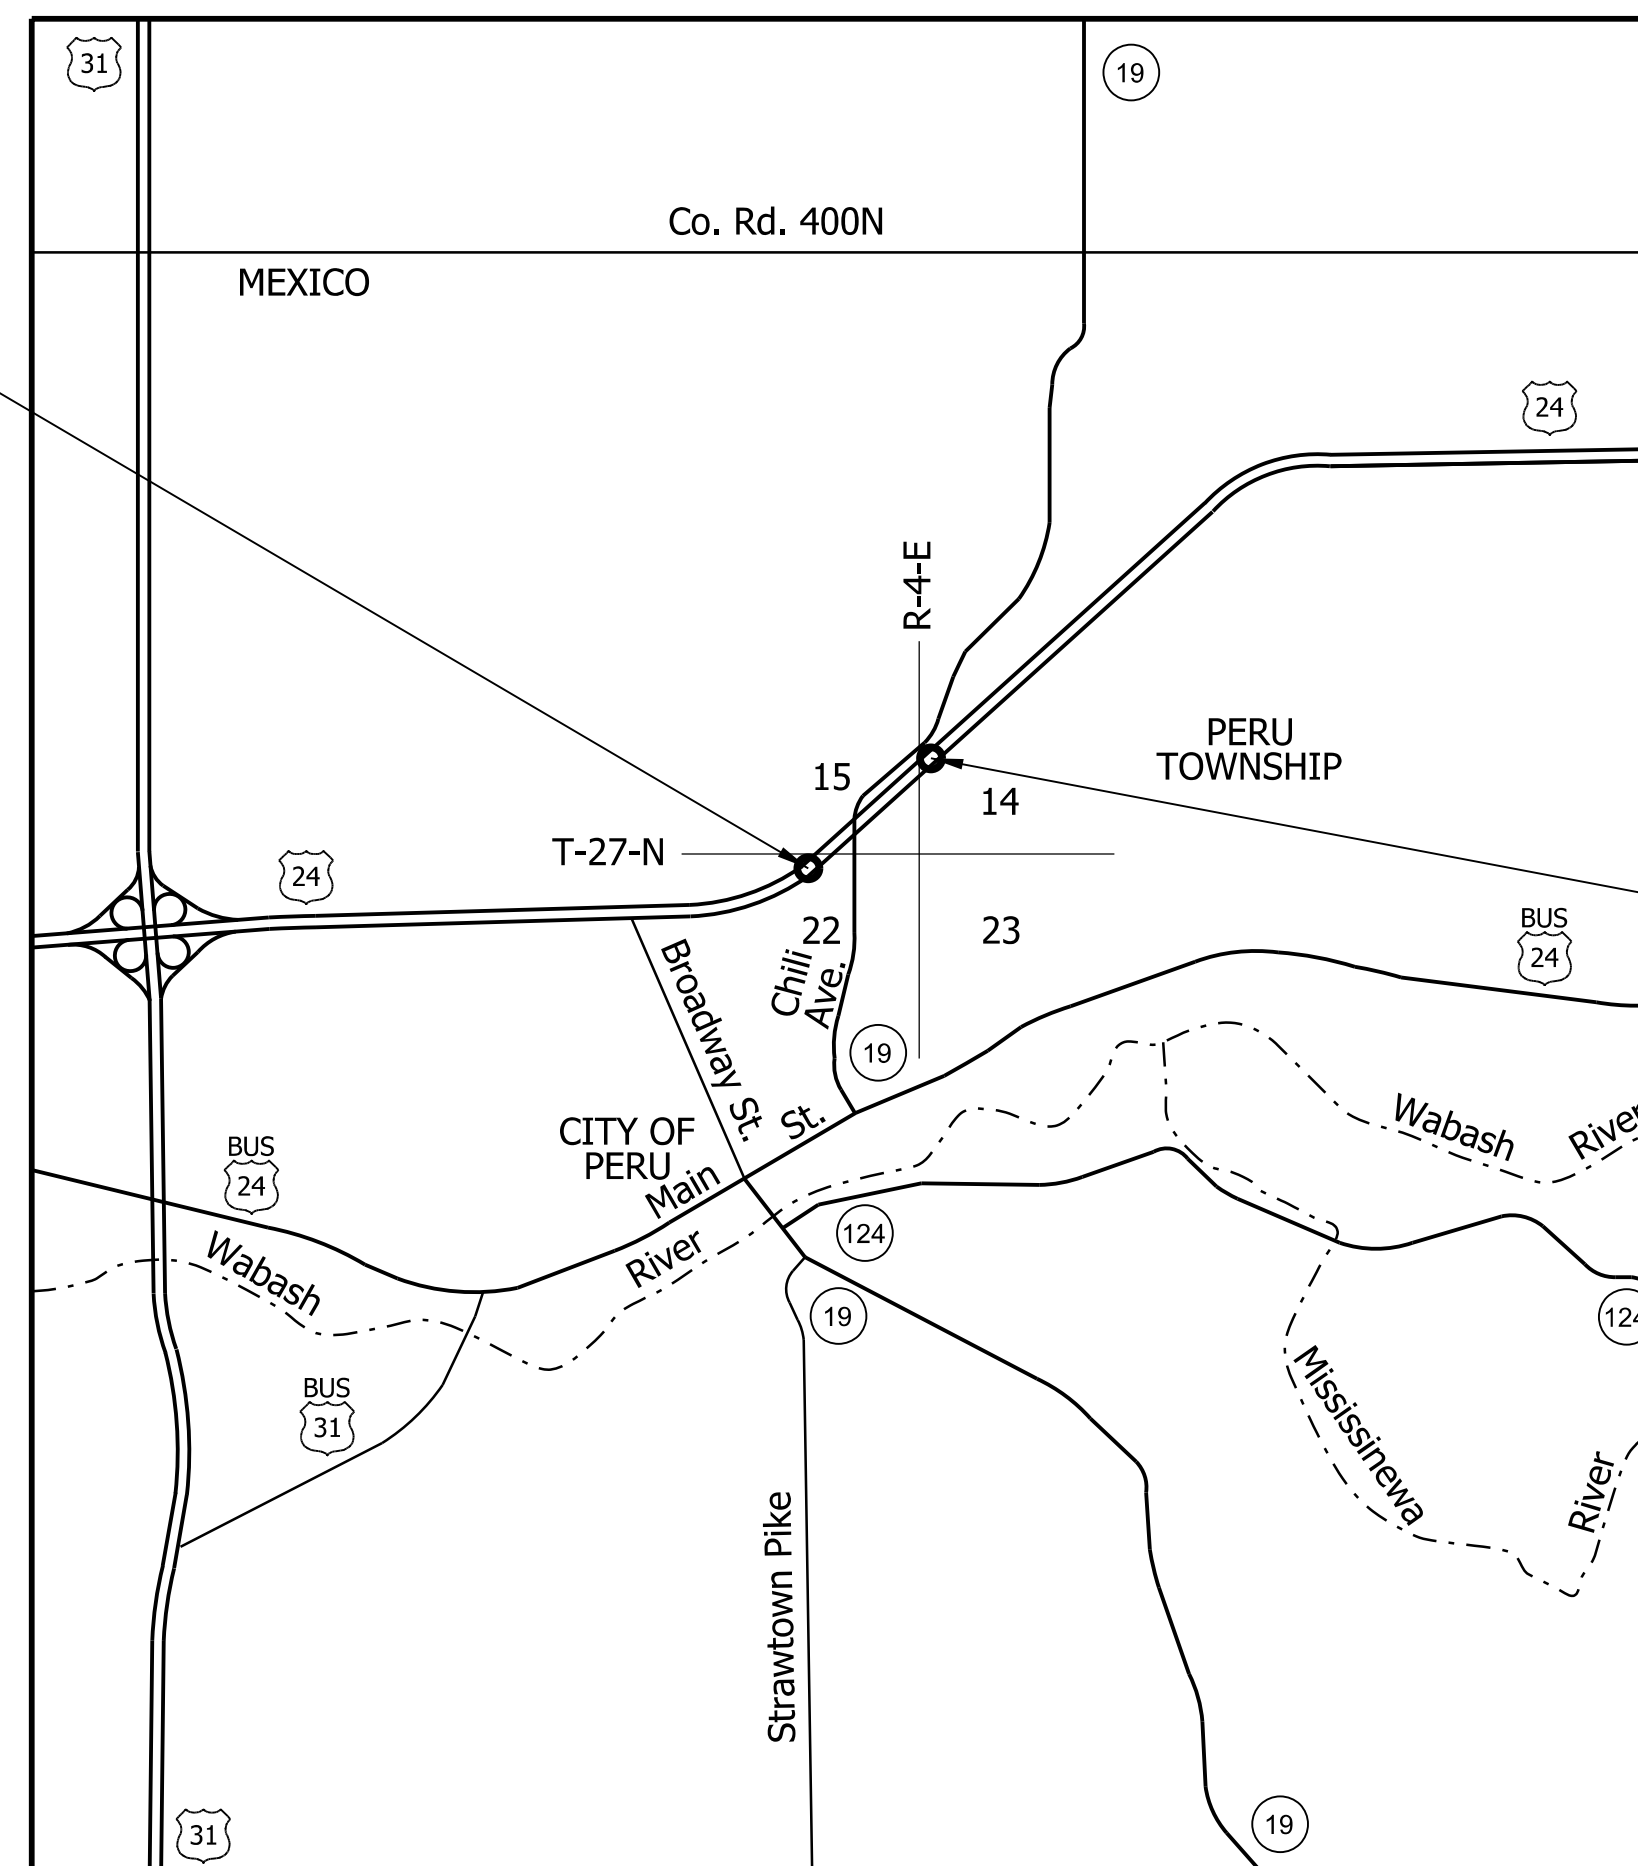 31
19
Co. Rd. 400N
MEXICO
24
R-4-E
PERU
TOWNSHIP
15
14
T-27-N
24
22
23
BUS
24
Broadway St.
Chili
Ave.
19
Wabash
River
CITY OF
PERU
Main St.
BUS
24
Wabash
River
124
19
124
BUS
31
Mississinewa
River
Strawtown Pike
31
19